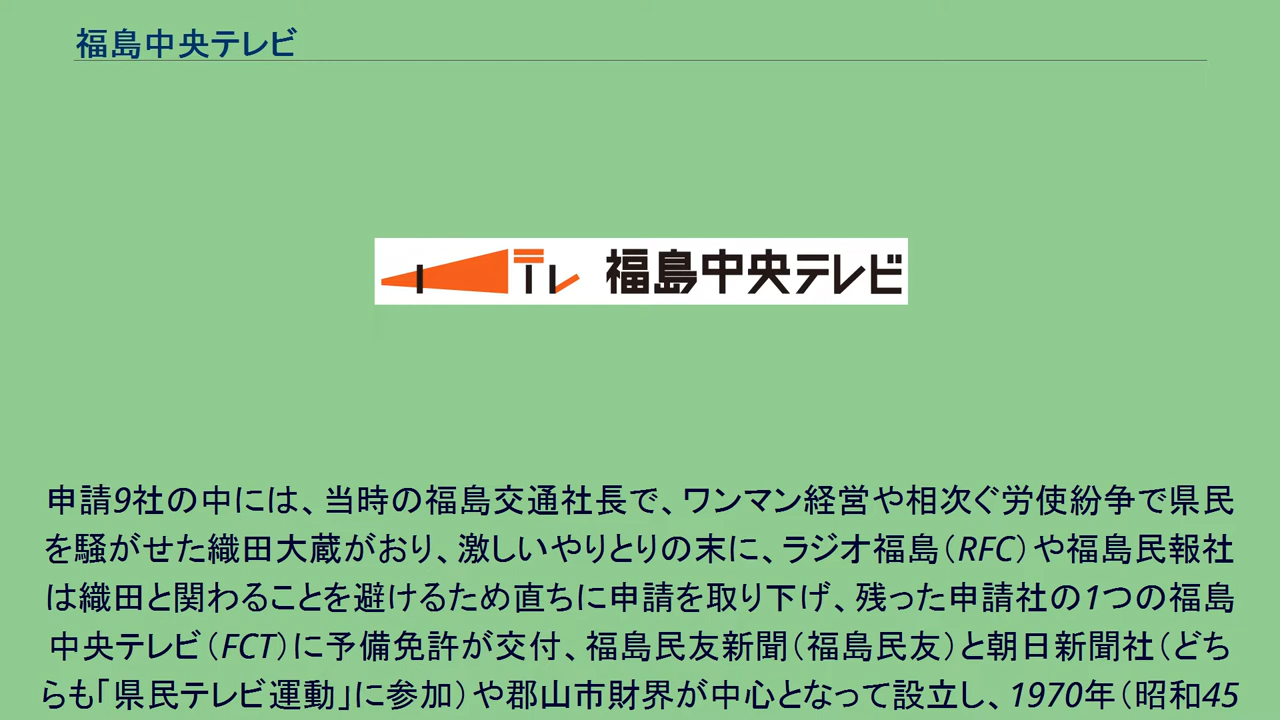 福島中央テレビ
中テレ 福島中央テレビ
申請9社の中には、当時の福島交通社長で、ワンマン経営や相次ぐ労使紛争で県民
を騒がせた織田大蔵がおり、激しいやりとりの末に、ラジオ福島（RFC）や福島民報社
は織田と関わることを避けるため直ちに申請を取り下げ、残った申請社の1つの福島
中央テレビ（FCT）に予備免許が交付、福島民友新聞（福島民友）と朝日新聞社（どち
らも「県民テレビ運動」に参加）や郡山市財界が中心となって設立し、1970年（昭和45